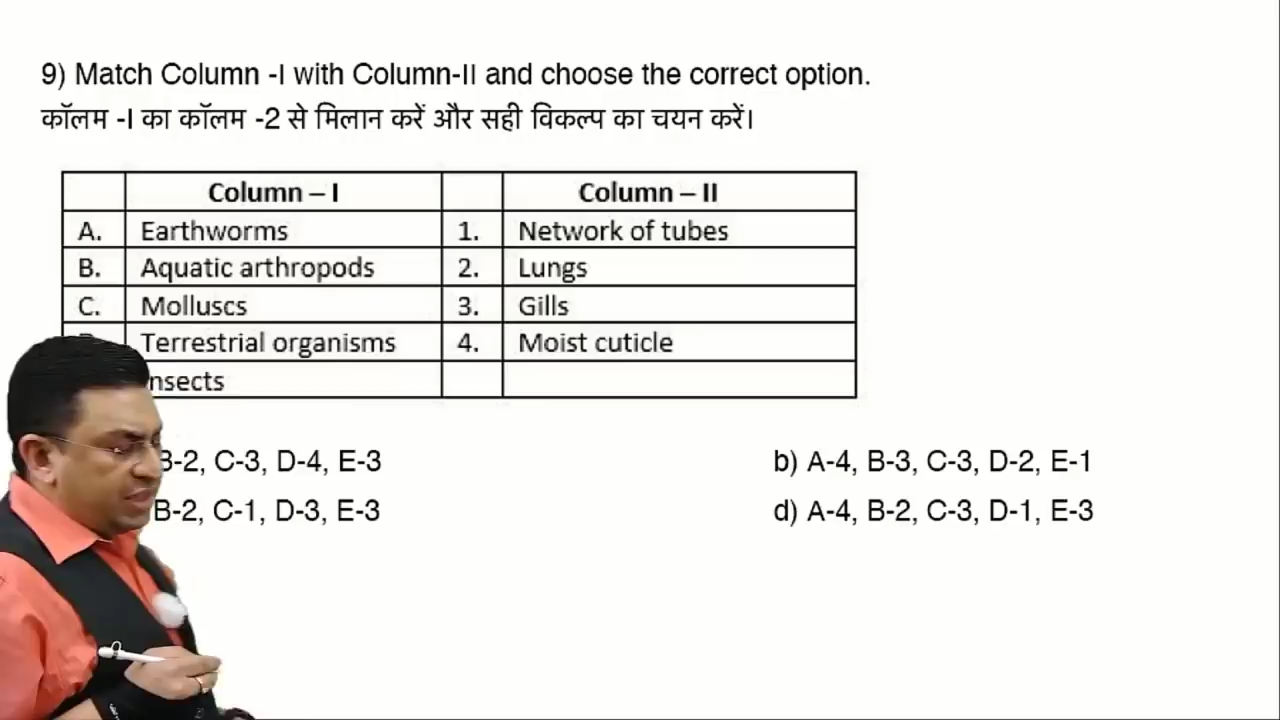 9) Match Column -I with Column-II and choose the correct option.
कॉलम -I का कॉलम -2 से मिलान करें और सही विकल्प का चयन करें।
Column – I Column – II
A. Earthworms 1. Network of tubes
B. Aquatic arthropods 2. Lungs
C. Molluscs 3. Gills
Terrestrial organisms 4. Moist cuticle
nsects
B-2, C-3, D-4, E-3 b) A-4, B-3, C-3, D-2, E-1
B-2, C-1, D-3, E-3 d) A-4, B-2, C-3, D-1, E-3